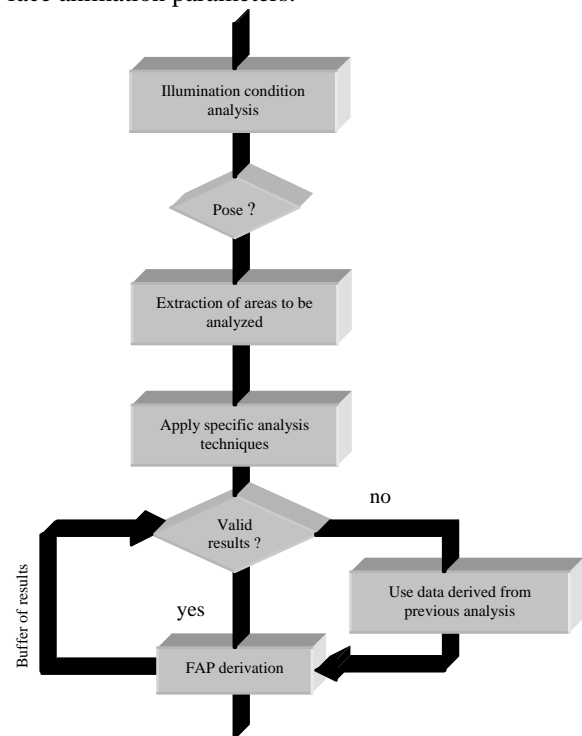 face animation parameters.
Illumination condition
analysis
Pose ?
Extraction of areas to be
analyzed
Apply specific analysis
techniques
Valid
results ?
no
Use data derived from
previous analysis
yes
Buffer of results
FAP derivation